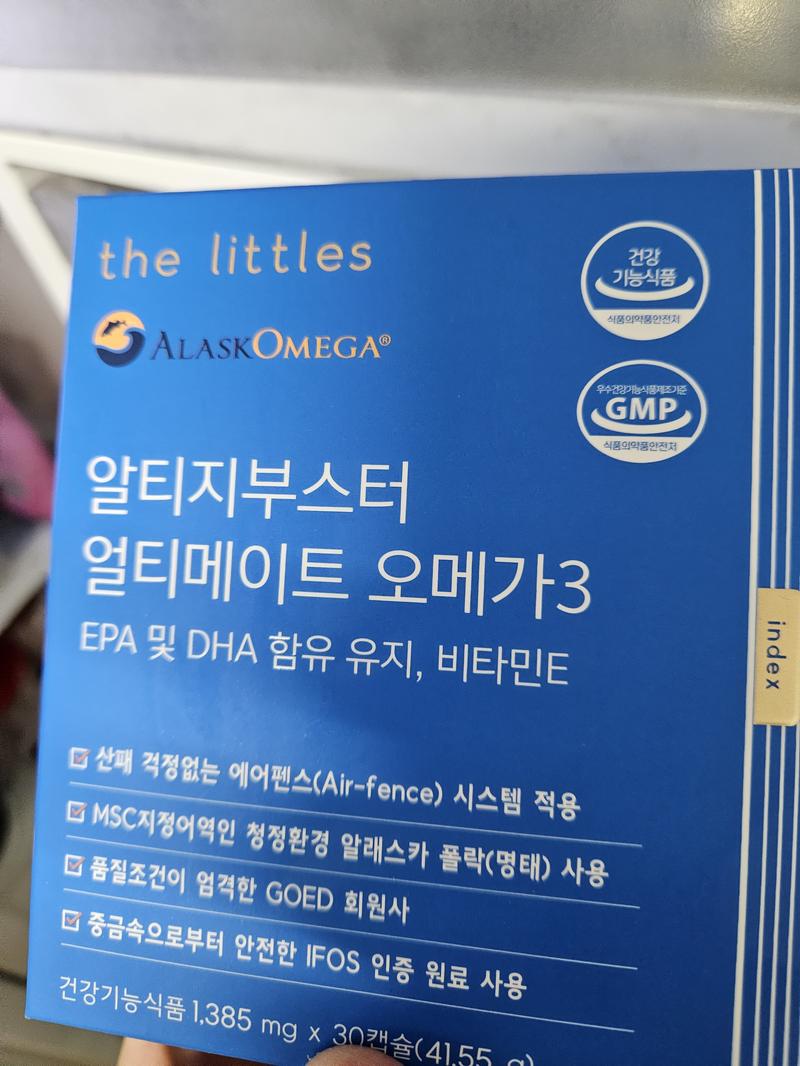 the littles
건강
기능식품
식품의약품안전처
ALASKOMEGA®
우수건강기능식품제조기준
GMP
식품의약품안전처
알티지부스터
얼티메이트 오메가3
EPA 및 DHA 함유 유지, 비타민E
index
산패 걱정없는 에어펜스(Air-fence) 시스템 적용
MSC지정어역인 청정환경 알래스카 폴락(명태) 사용
품질조건이 엄격한 GOED 회원사
중금속으로부터 안전한 IFOS 인증 원료 사용
건강기능식품 1,385 mg x 30캡슐(41.55 g)